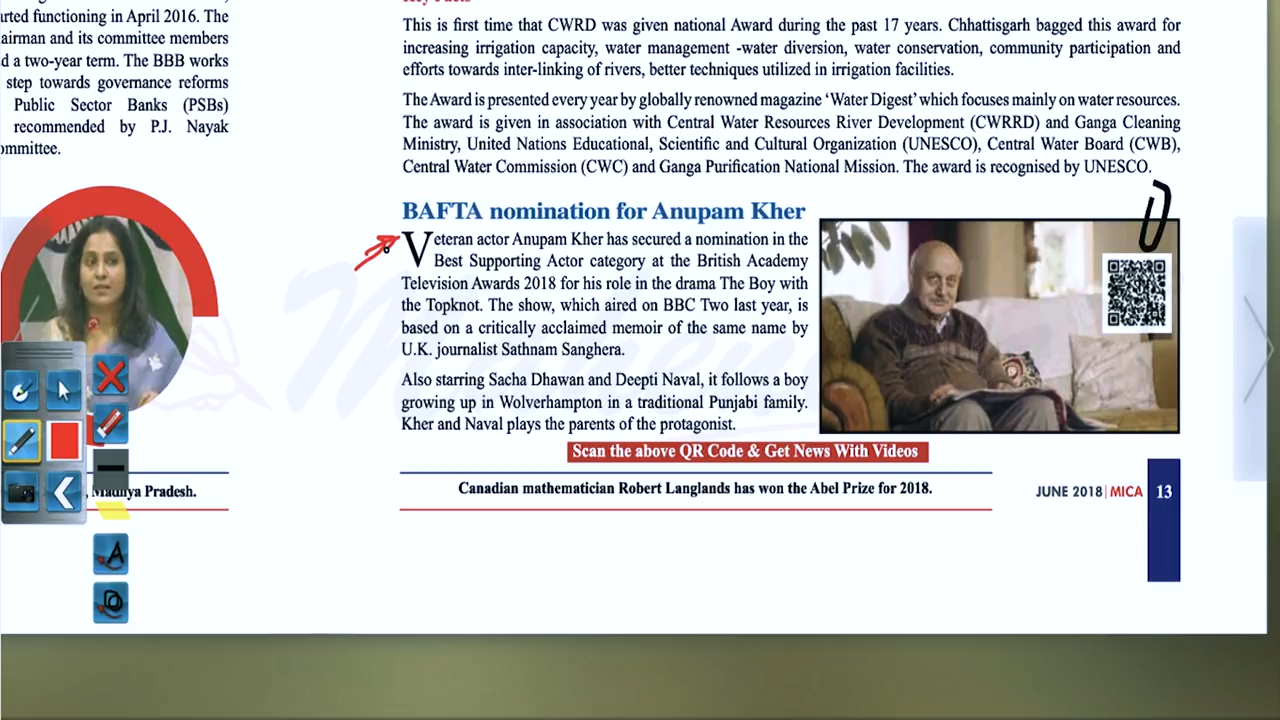 arted functioning in April 2016. The
airman and its committee members
d a two-year term. The BBB works
step towards governance reforms
Public Sector Banks (PSBs)
recommended by P.J. Nayak
ommittee.
, Madhya Pradesh.
Key Facts
This is first time that CWRD was given national Award during the past 17 years. Chhattisgarh bagged this award for
increasing irrigation capacity, water management -water diversion, water conservation, community participation and
efforts towards inter-linking of rivers, better techniques utilized in irrigation facilities.
The Award is presented every year by globally renowned magazine ‘Water Digest’ which focuses mainly on water resources.
The award is given in association with Central Water Resources River Development (CWRRD) and Ganga Cleaning
Ministry, United Nations Educational, Scientific and Cultural Organization (UNESCO), Central Water Board (CWB),
Central Water Commission (CWC) and Ganga Purification National Mission. The award is recognised by UNESCO.
BAFTA nomination for Anupam Kher
Veteran actor Anupam Kher has secured a nomination in the
Best Supporting Actor category at the British Academy
Television Awards 2018 for his role in the drama The Boy with
the Topknot. The show, which aired on BBC Two last year, is
based on a critically acclaimed memoir of the same name by
U.K. journalist Sathnam Sanghera.
Also starring Sacha Dhawan and Deepti Naval, it follows a boy
growing up in Wolverhampton in a traditional Punjabi family.
Kher and Naval plays the parents of the protagonist.
Scan the above QR Code & Get News With Videos
Canadian mathematician Robert Langlands has won the Abel Prize for 2018.
JUNE 2018 | MICA 13